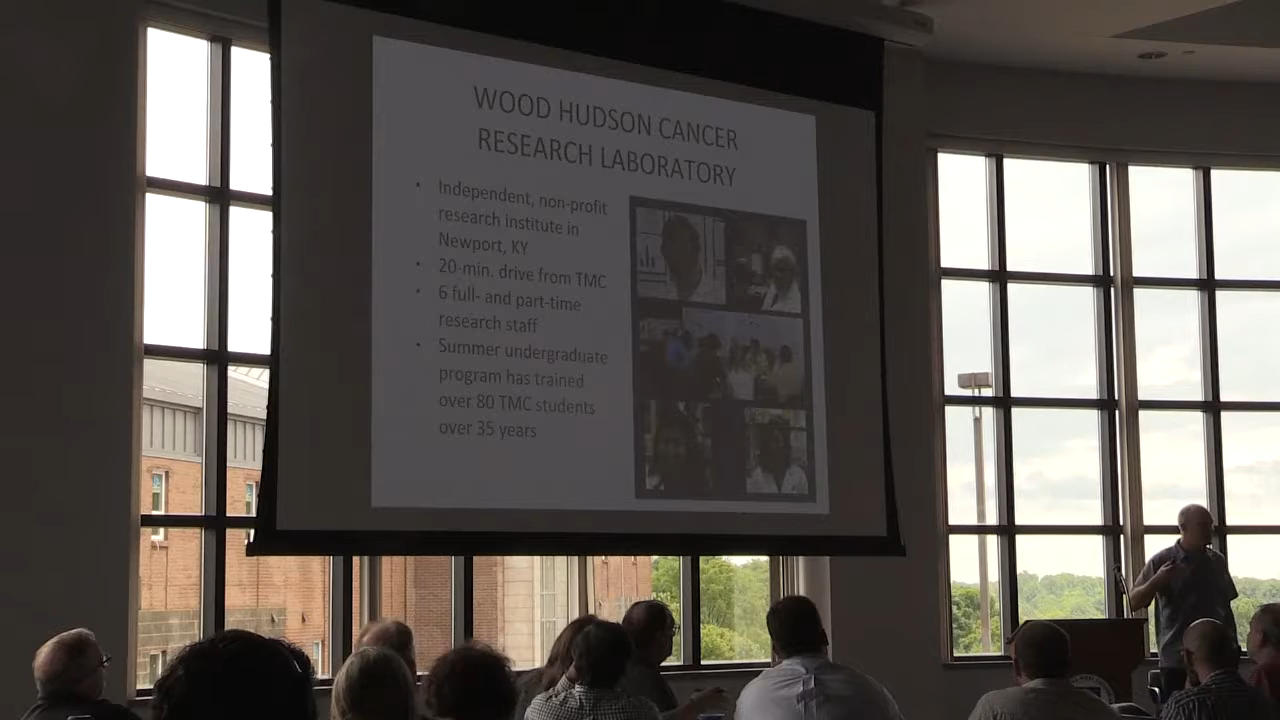 WOOD HUDSON CANCER
RESEARCH LABORATORY
• Independent, non-profit
research institute in
Newport, KY
• 20-min. drive from TMC
• 6 full- and part-time
research staff
• Summer undergraduate
program has trained
over 80 TMC students
over 35 years